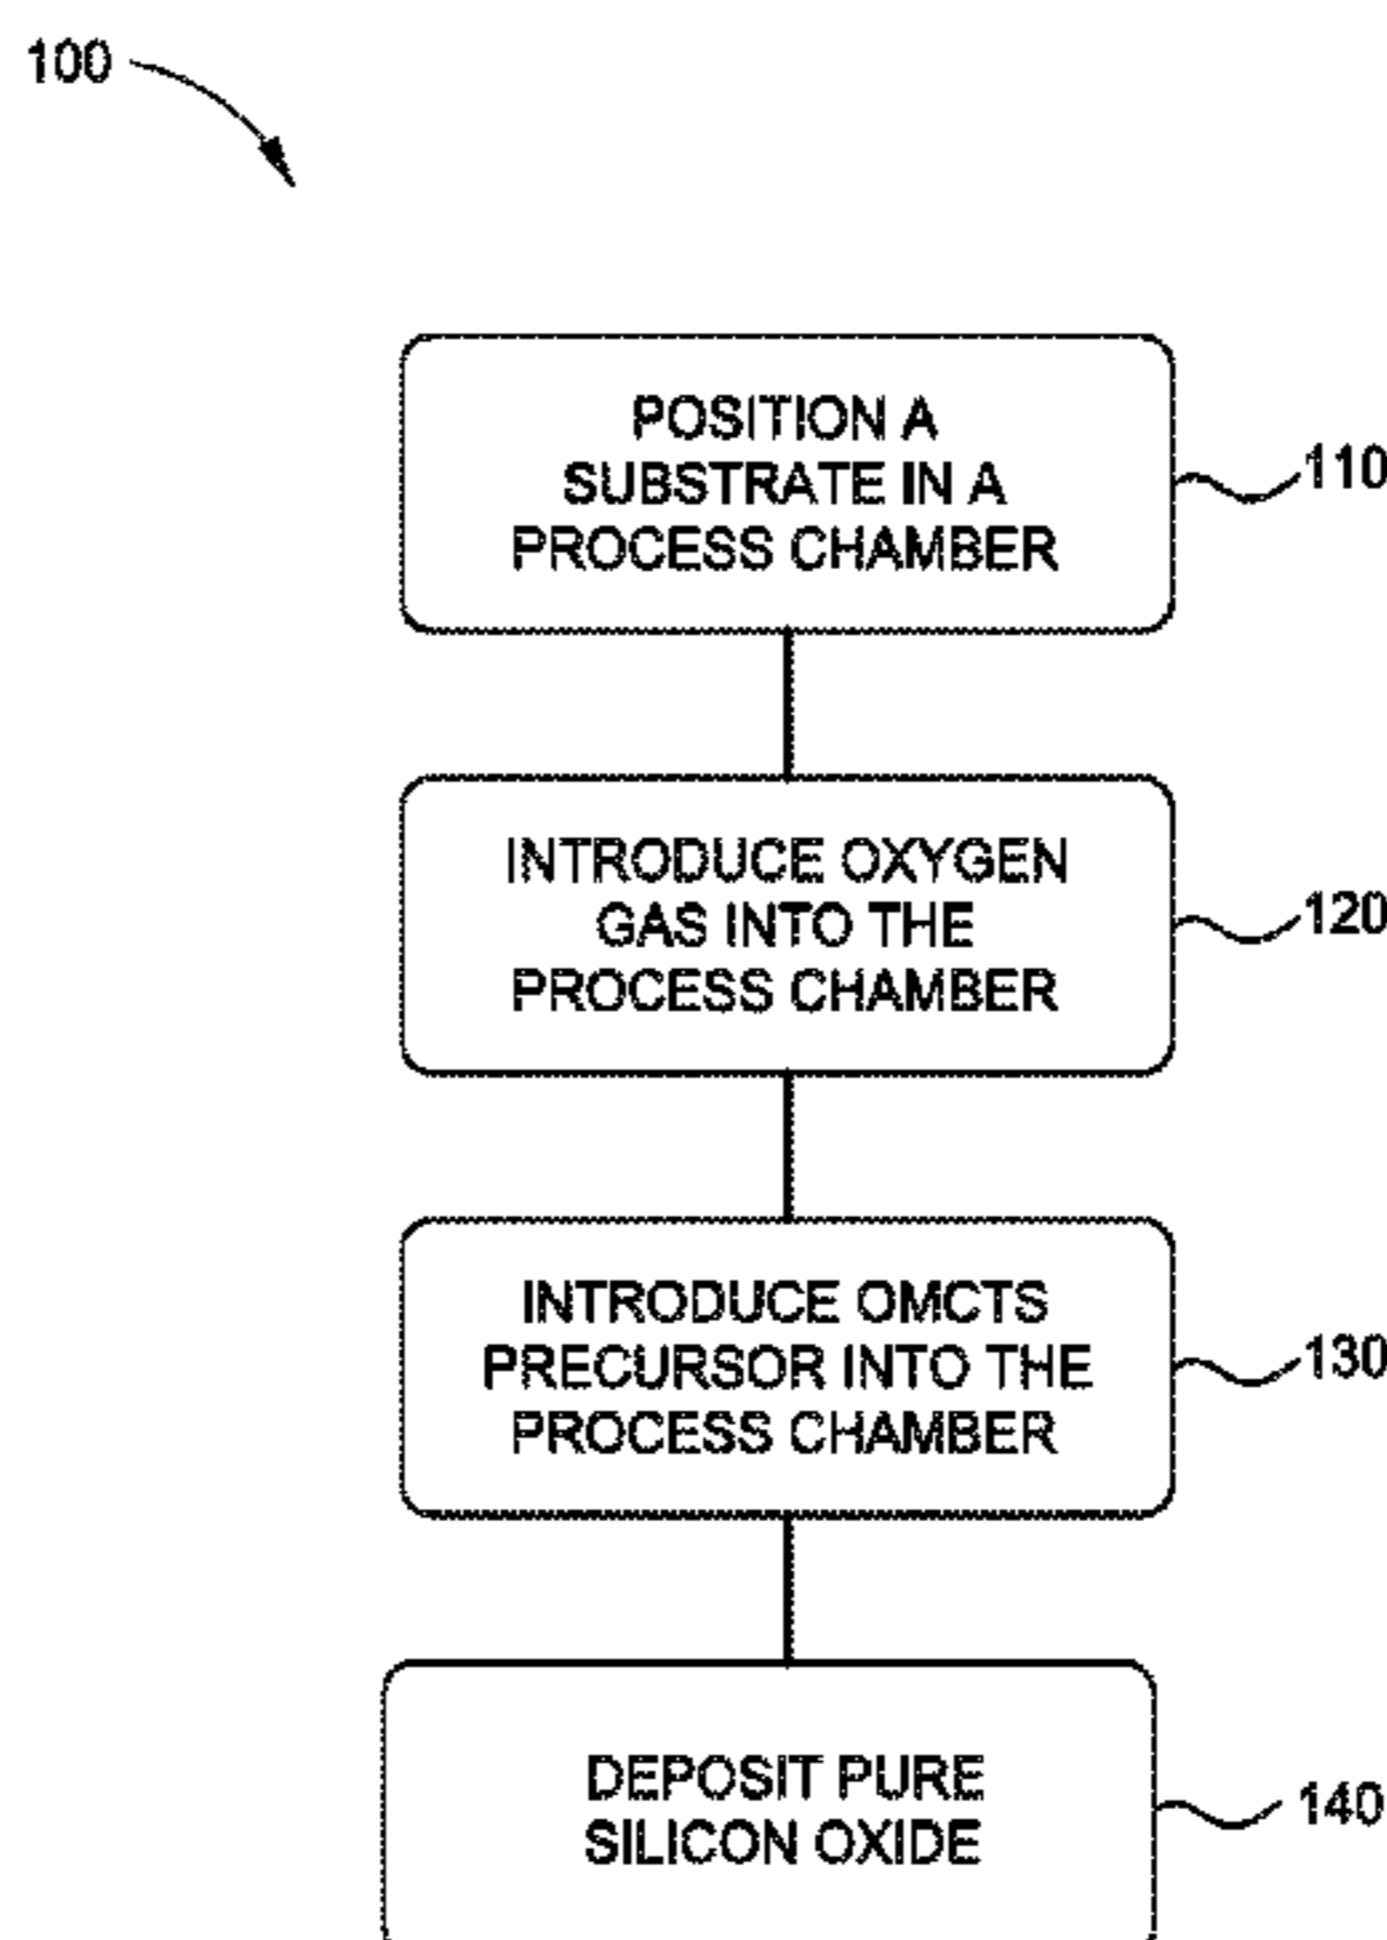 100
POSITION A
SUBSTRATE IN A
PROCESS CHAMBER
110
INTRODUCE OXYGEN
GAS INTO THE
PROCESS CHAMBER
120
INTRODUCE OMCTS
PRECURSOR INTO THE
PROCESS CHAMBER
130
DEPOSIT PURE
SILICON OXIDE
140